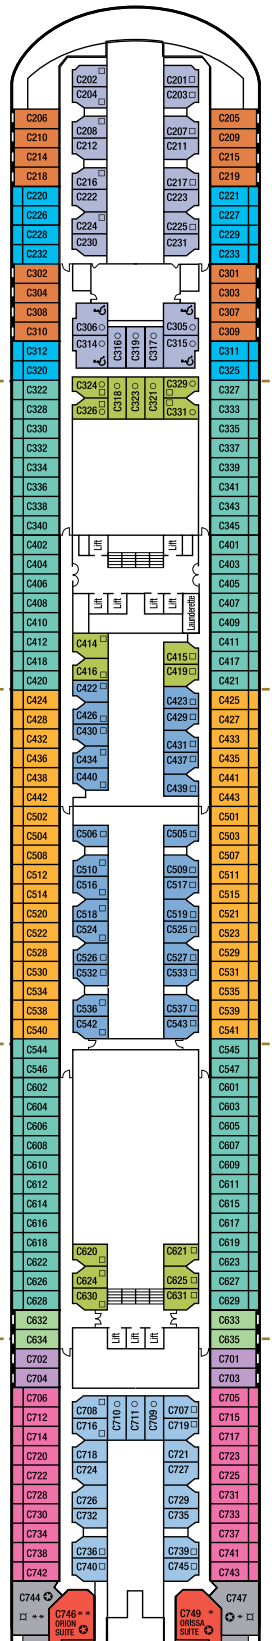 C202 C201
C204 C203
C206 C205
C208 C207
C210 C209
C212 C211
C214 C215
C216 C217
C218 C219
C222 C223
C220 C221
C226 C224 C225 C227
C228 C230 C231 C229
C232 C233
C302 C301
C304 C303
C308 C306 C305 C307
C310 C314 C316 C319 C317 C315 C309
C312 C311
C320 C325
C322 C324 C318 C323 C321 C329 C327
C328 C326 C331 C333
C330 C335
C332 C337
C334 C339
C336 C341
C338 C343
C340 C345
C402 Lift Lift C401
C404 C403
C406 C405
C408 Lift Lift Lift Lift Launderette C407
C410 C409
C412 C414 C411
C418 C416 C415 C417
C420 C422 C419 C421
C424 C423 C425
C428 C426 C429 C427
C432 C430 C431 C433
C436 C434 C437 C435
C438 C440 C439 C441
C442 C443
C502 C501
C504 C506 C505 C503
C508 C507
C512 C510 C509 C511
C514 C516 C517 C515
C520 C518 C519 C521
C522 C524 C525 C523
C528 C526 C527 C529
C530 C532 C533 C531
C534 C535
C538 C536 C537 C539
C540 C542 C543 C541
C544 C545
C546 C547
C602 C601
C604 C603
C606 C605
C608 C607
C610 C609
C612 C611
C614 C615
C616 C617
C618 C619
C622 C620 C621 C623
C626 C624 C625 C627
C628 C630 C631 C629
C632 C633
C634 Lift Lift Lift C635
C702 C701
C704 C703
C706 C705
C712 C708 C710 C711 C709 C707 C715
C714 C716 C719 C717
C720 C718 C721 C723
C722 C724 C727 C725
C728 C726 C729 C731
C730 C732 C735 C733
C734 C737
C738 C736 C739 C741
C742 C740 C745 C743
C744 C747
** C746 ** C749 * *
ORION SUITE
ORISSA SUITE